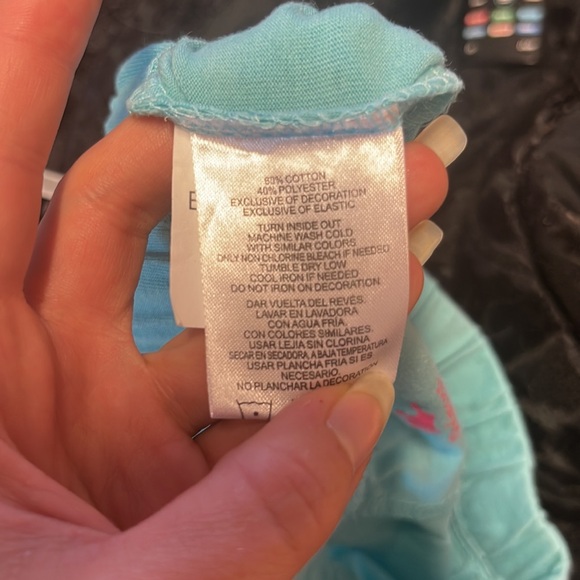 60% COTTON
40% POLYESTER
EXCLUSIVE OF DECORATION
EXCLUSIVE OF ELASTIC
TURN INSIDE OUT
MACHINE WASH COLD
WITH SIMILAR COLORS
ONLY NON CHLORINE BLEACH IF NEEDED
TUMBLE DRY LOW
COOL IRON IF NEEDED
DO NOT IRON ON DECORATION
DAR VUELTA DEL REVÉS.
LAVAR EN LAVADORA
CON AGUA FRÍA.
CON COLORES SIMILARES.
USAR LEJIA SIN CLORINA
SECAR EN SECADORA, A BAJA TEMPERATURA
USAR PLANCHA FRIA SI ES
NECESARIO.
NO PLANCHAR LA DECORATION
E